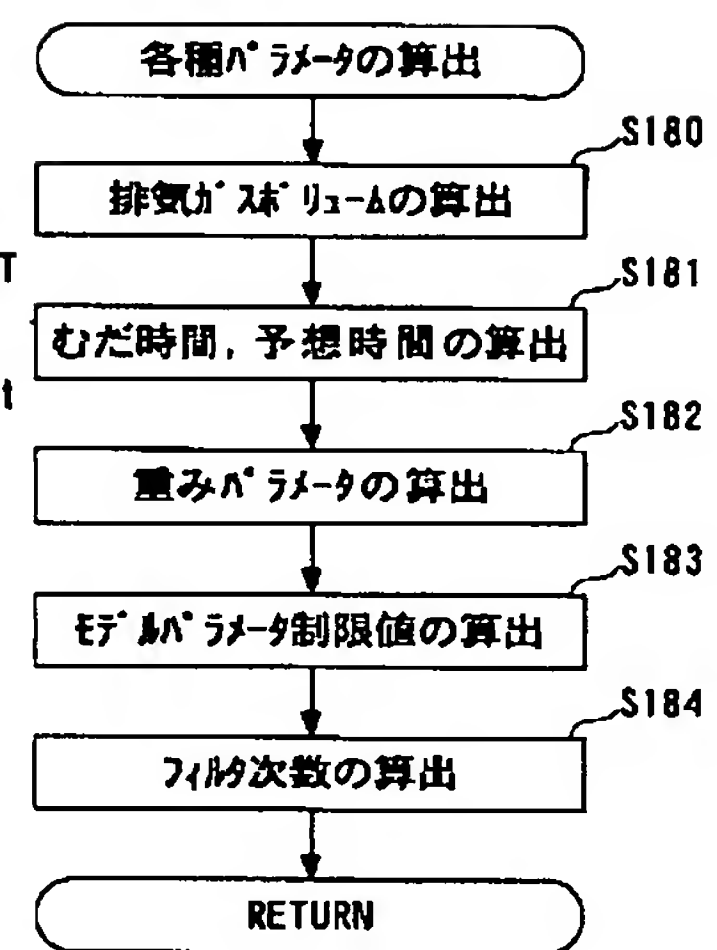 各種ﾊﾟﾗﾒｰﾀの算出
S180
排気ｶﾞｽﾎﾞﾘｭｰﾑの算出
T
S181
むだ時間, 予想時間の算出
t
S182
重みﾊﾟﾗﾒｰﾀの算出
S183
ﾓﾃﾞﾙﾊﾟﾗﾒｰﾀ制限値の算出
S184
ﾌｨﾙﾀ次数の算出
RETURN